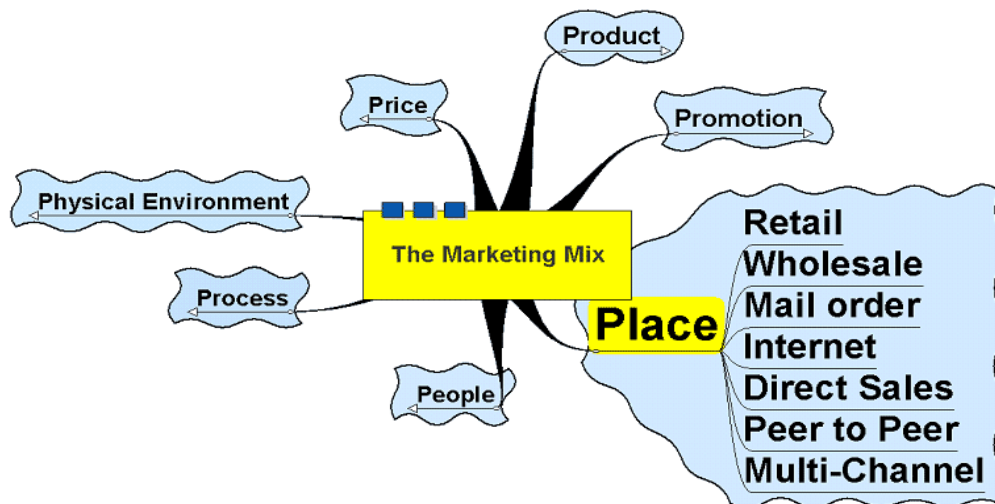 Product
Price
Promotion
Physical Environment
The Marketing Mix
Process
People
Place
Retail
Wholesale
Mail order
Internet
Direct Sales
Peer to Peer
Multi-Channel